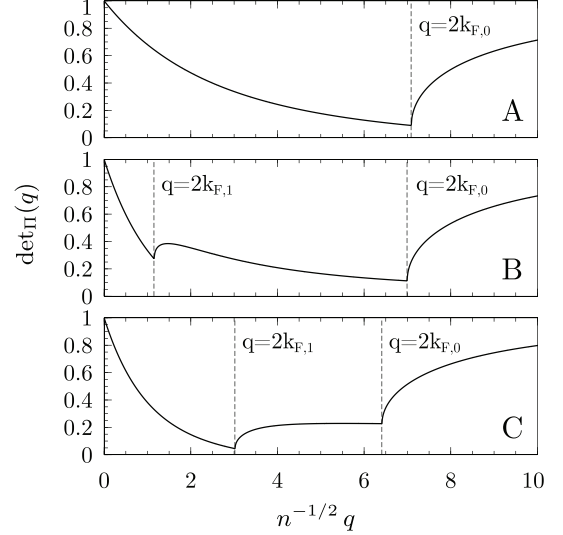 1
0.8
0.6
0.4
0.2
0
q=2k_{F,0}
A
1
0.8
0.6
0.4
0.2
0
q=2k_{F,1}
q=2k_{F,0}
B
det_Π(q)
1
0.8
0.6
0.4
0.2
0
q=2k_{F,1}
q=2k_{F,0}
C
0 2 4 6 8 10
n^{−1/2} q